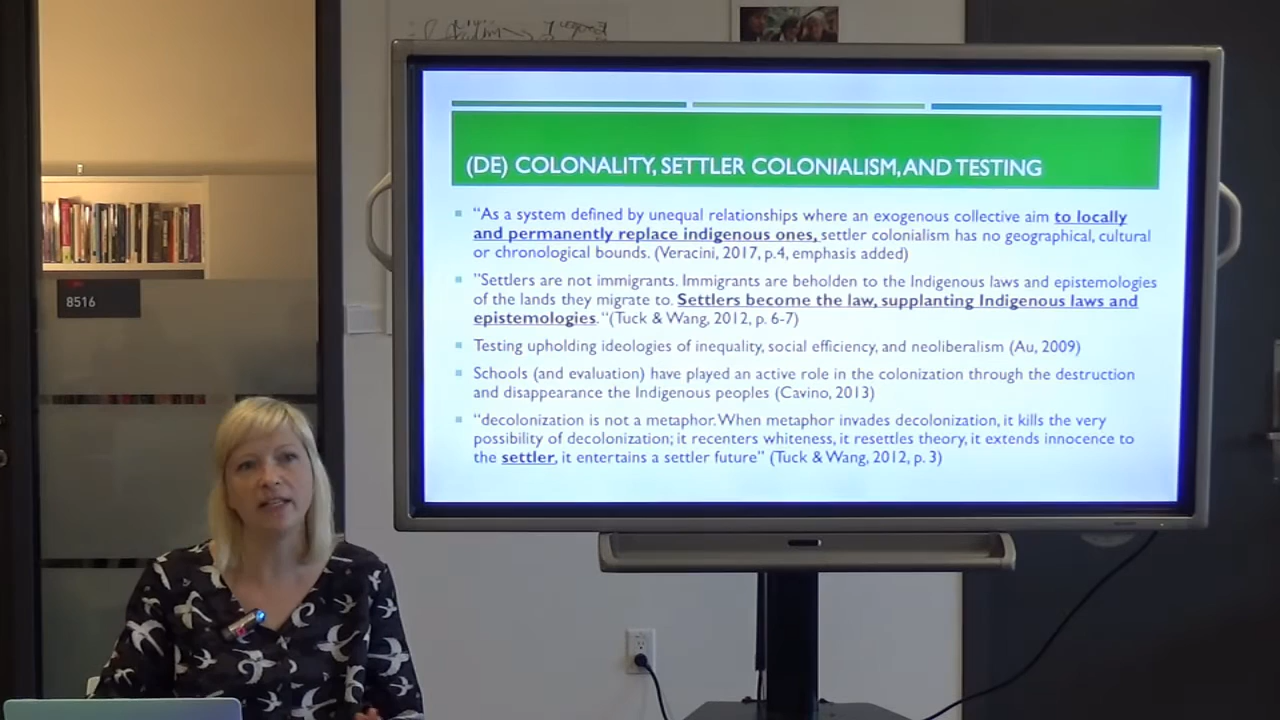 (DE) COLONALITY, SETTLER COLONIALISM, AND TESTING
"As a system defined by unequal relationships where an exogenous collective aim to locally
and permanently replace indigenous ones, settler colonialism has no geographical, cultural
or chronological bounds. (Veracini, 2017, p.4, emphasis added)
"Settlers are not immigrants. Immigrants are beholden to the Indigenous laws and epistemologies
of the lands they migrate to. Settlers become the law, supplanting Indigenous laws and
epistemologies."(Tuck & Wang, 2012, p. 6-7)
Testing upholding ideologies of inequality, social efficiency, and neoliberalism (Au, 2009)
Schools (and evaluation) have played an active role in the colonization through the destruction
and disappearance the Indigenous peoples (Cavino, 2013)
"decolonization is not a metaphor. When metaphor invades decolonization, it kills the very
possibility of decolonization; it recenters whiteness, it resettles theory, it extends innocence to
the settler, it entertains a settler future" (Tuck & Wang, 2012, p. 3)
8516